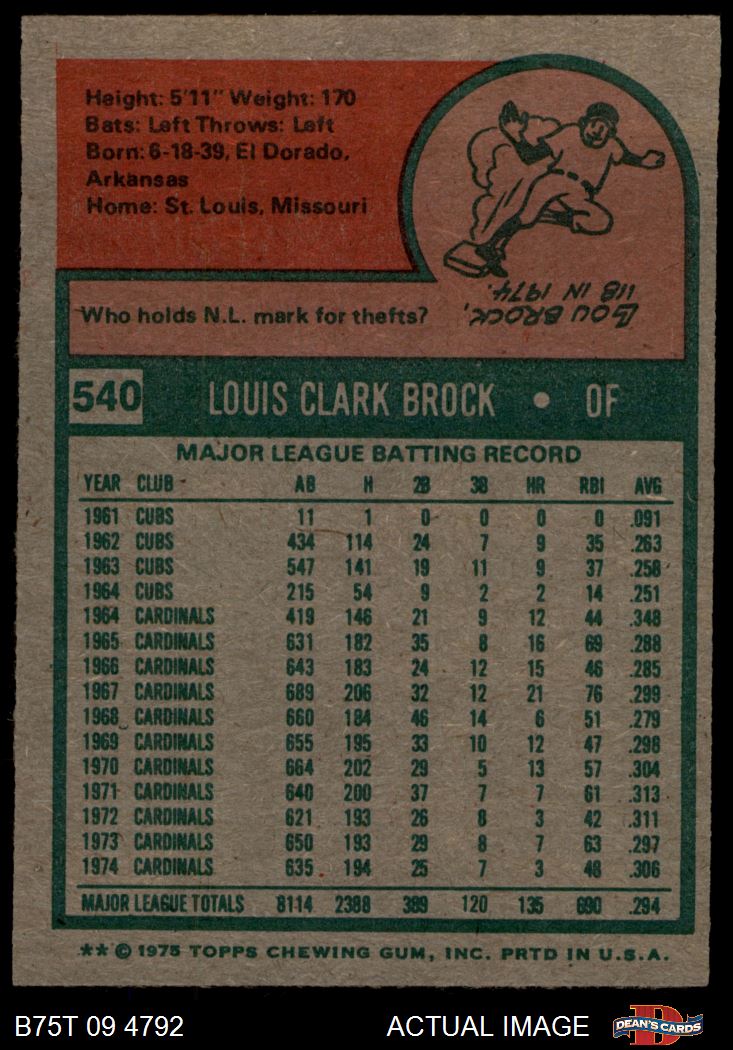 Height: 5'11" Weight: 170
Bats: Left Throws: Left
Born: 6-18-39, El Dorado,
Arkansas
Home: St. Louis, Missouri
Who holds N.L. mark for thefts?
LOU BROCK,
118 IN 1974.
540 LOUIS CLARK BROCK • OF
MAJOR LEAGUE BATTING RECORD
YEAR CLUB AB H 2B 3B HR RBI AVG
1961 CUBS 11 1 0 0 0 0 .091
1962 CUBS 434 114 24 7 9 35 .263
1963 CUBS 547 141 19 11 9 37 .258
1964 CUBS 215 54 9 2 2 14 .251
1964 CARDINALS 419 146 21 9 12 44 .348
1965 CARDINALS 631 182 35 8 16 69 .288
1966 CARDINALS 643 183 24 12 15 46 .285
1967 CARDINALS 689 206 32 12 21 76 .299
1968 CARDINALS 660 184 46 14 6 51 .279
1969 CARDINALS 655 195 33 10 12 47 .298
1970 CARDINALS 664 202 29 5 13 57 .304
1971 CARDINALS 640 200 37 7 7 61 .313
1972 CARDINALS 621 193 26 8 3 42 .311
1973 CARDINALS 650 193 29 8 7 63 .297
1974 CARDINALS 635 194 25 7 3 48 .306
MAJOR LEAGUE TOTALS 8114 2388 389 120 135 690 .294
** © 1975 TOPPS CHEWING GUM, INC. PRTD IN U.S.A.
B75T 09 4792 ACTUAL IMAGE D DEAN'S CARDS